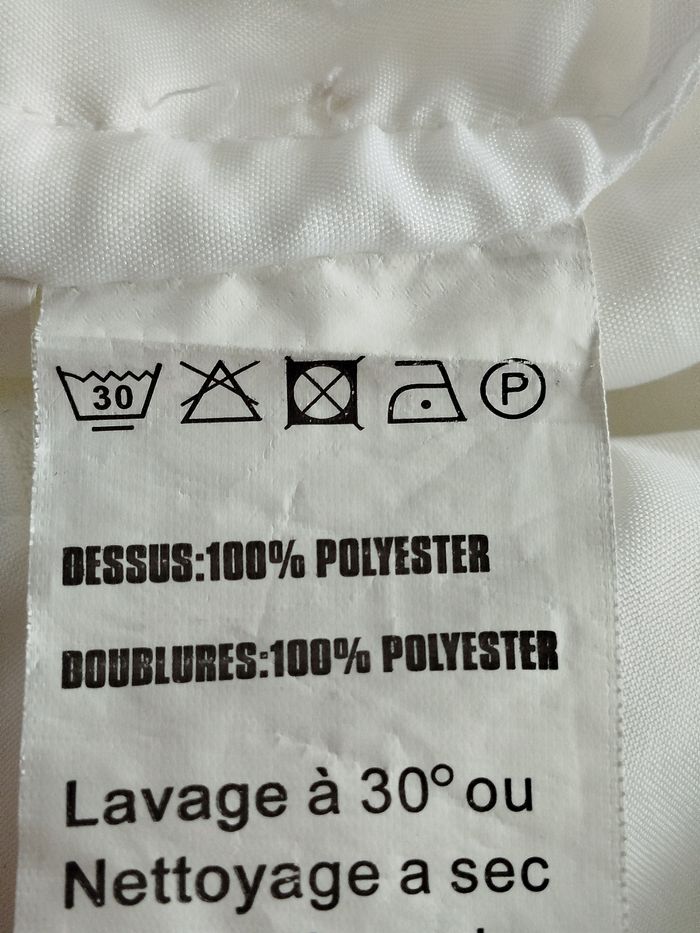 30 P
DESSUS:100% POLYESTER
DOUBLURES:100% POLYESTER
Lavage à 30° ou
Nettoyage a sec